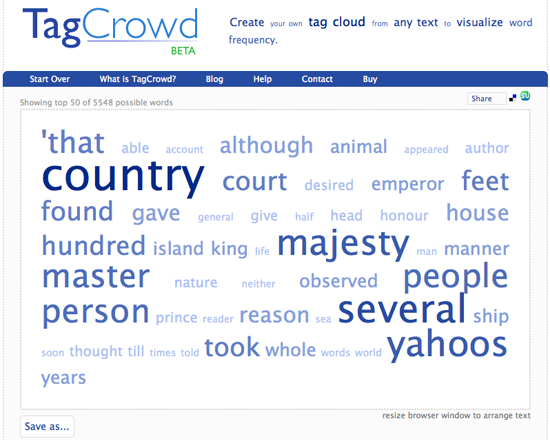 TagCrowd
BETA
Create your own tag cloud from any text to visualize word
frequency.
Start Over What is TagCrowd? Blog Help Contact Buy
Showing top 50 of 5548 possible words
Share
'that able account although animal appeared author
country court desired emperor feet
found gave general give half head honour house
hundred island king life majesty man manner
master nature neither observed people
person prince reader reason sea several ship
soon thought till times told took whole words world yahoos
years
resize browser window to arrange text
Save as...